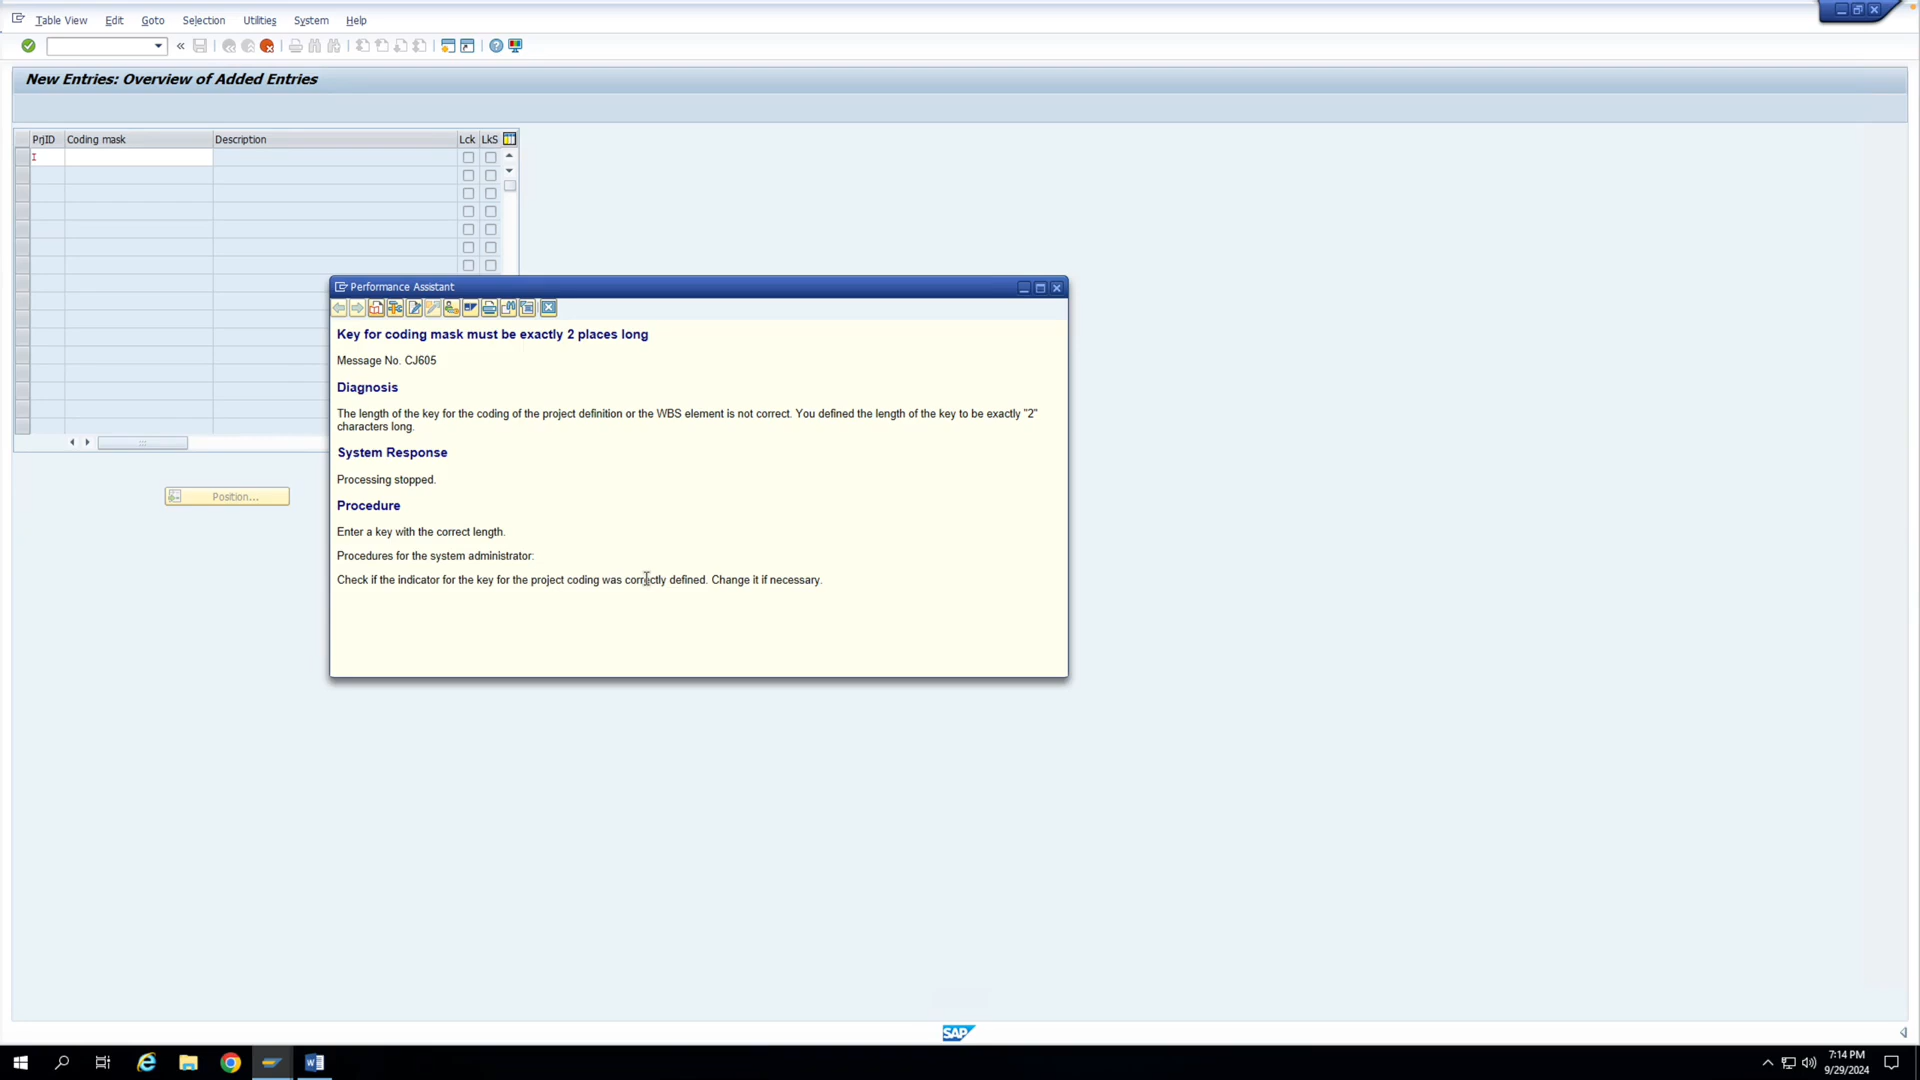 Table View Edit Goto Selection Utilities System Help
New Entries: Overview of Added Entries
PrjID Coding mask Description Lck LkS
I
Position...
Performance Assistant
Key for coding mask must be exactly 2 places long
Message No. CJ605
Diagnosis
The length of the key for the coding of the project definition or the WBS element is not correct. You defined the length of the key to be exactly "2"
characters long.
System Response
Processing stopped.
Procedure
Enter a key with the correct length.
Procedures for the system administrator:
Check if the indicator for the key for the project coding was correctly defined. Change it if necessary.
SAP
7:14 PM
9/29/2024